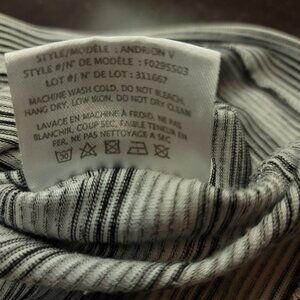 STYLE/MODÈLE : ANDRION V
STYLE #/N° DE MODÈLE : F0295503
LOT #/ N° DE LOT : 311667
MACHINE WASH COLD, DO NOT BLEACH,
HANG DRY, LOW IRON, DO NOT DRY CLEAN
LAVAGE EN MACHINE À FROID, NE PAS
BLANCHIR, COUP SEC, FAIBLE TENEUR EN
FER, NE PAS NETTOYAGE A SEC
30